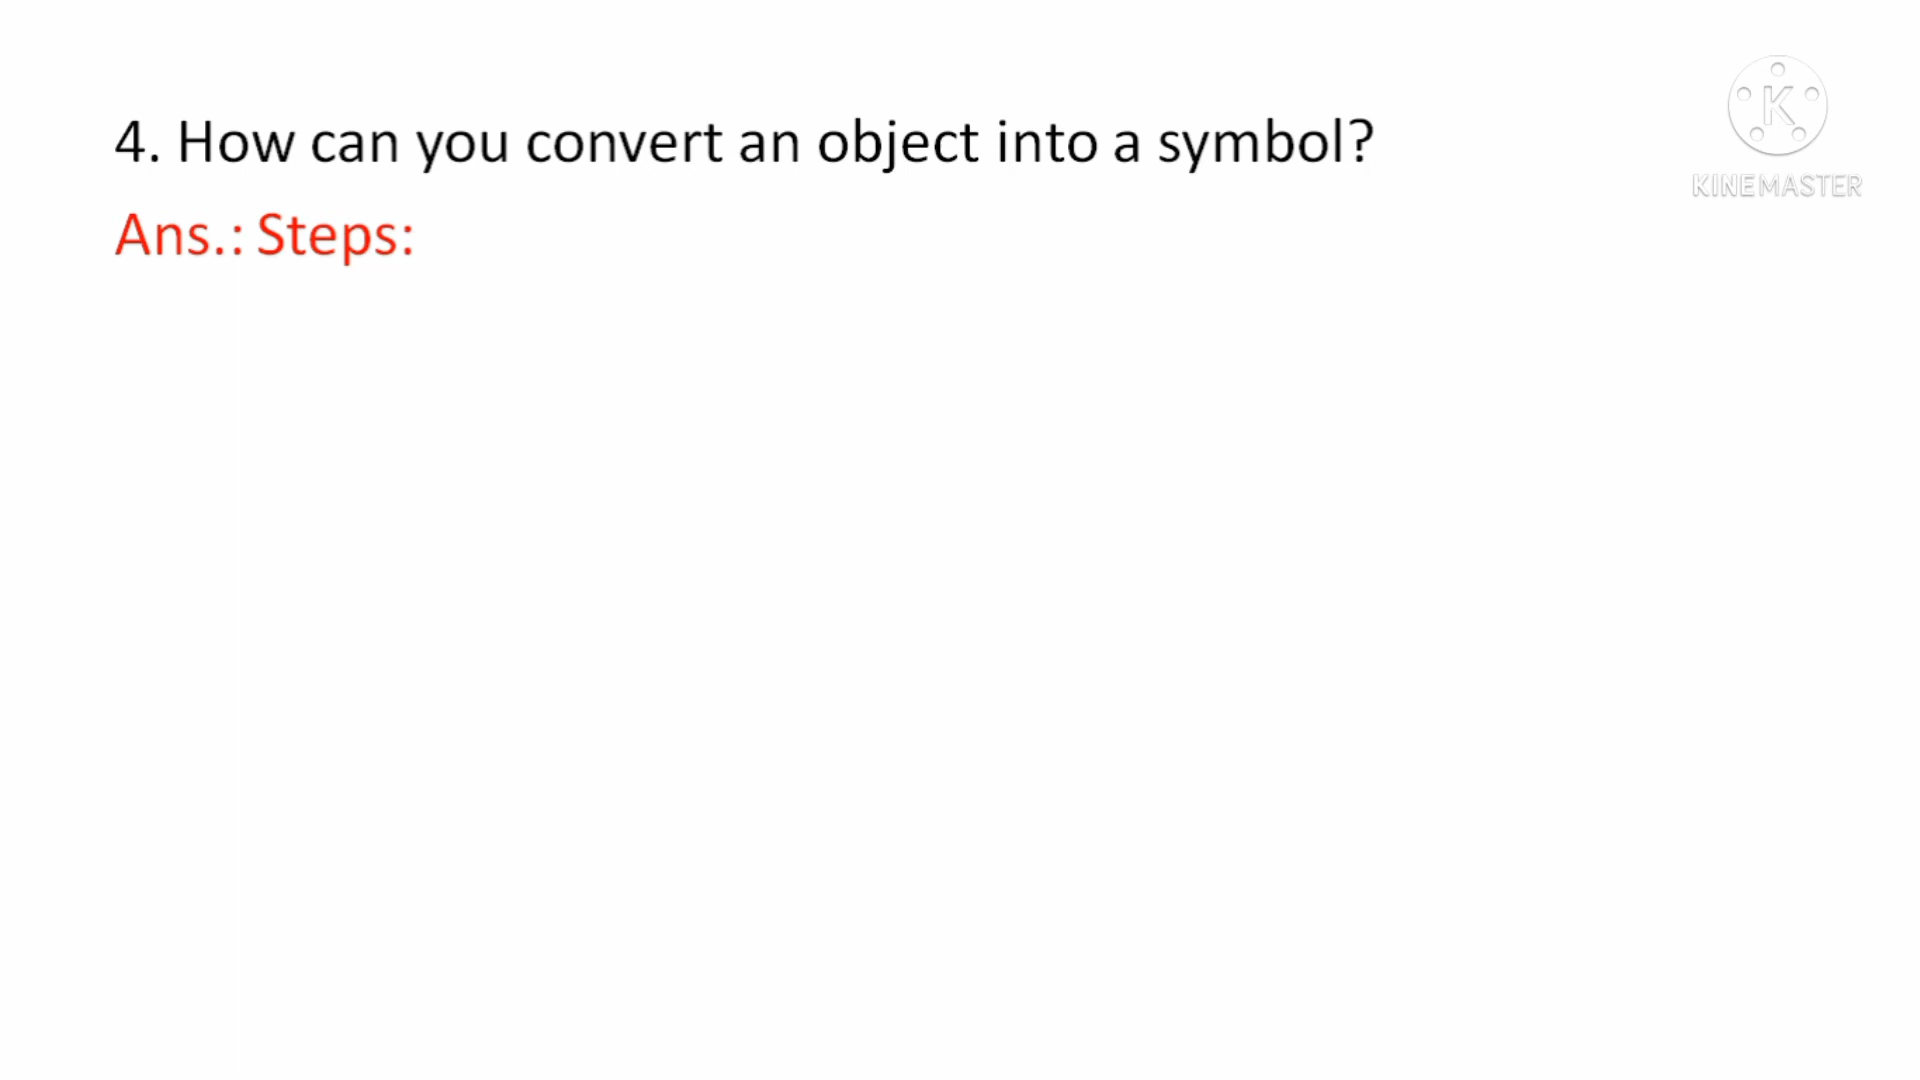 4. How can you convert an object into a symbol?
Ans.: Steps:
K
KINEMASTER